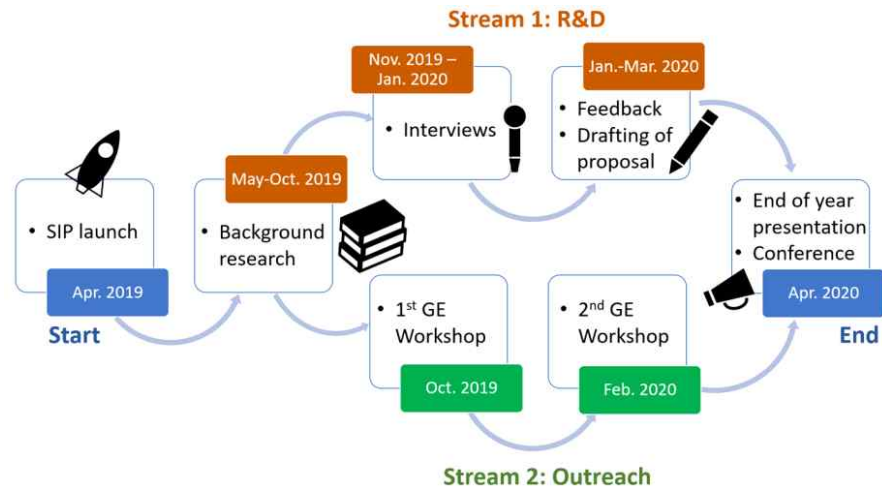 Stream 1: R&D
Nov. 2019 –
Jan. 2020
• Interviews
Jan.-Mar. 2020
• Feedback
• Drafting of
proposal
• SIP launch
Apr. 2019
Start
May-Oct. 2019
• Background
research
• 1st GE
Workshop
Oct. 2019
• 2nd GE
Workshop
Feb. 2020
• End of year
presentation
• Conference
Apr. 2020
End
Stream 2: Outreach